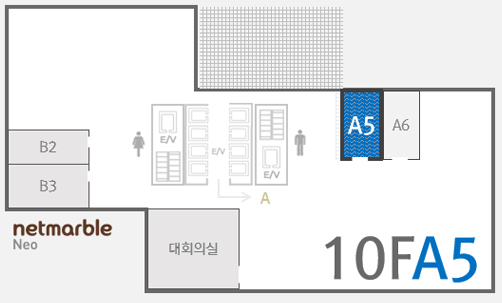 A5
A6
E/V
B2
E/V
B3
E/V
A
netmarble
Neo
대회의실
10FA5